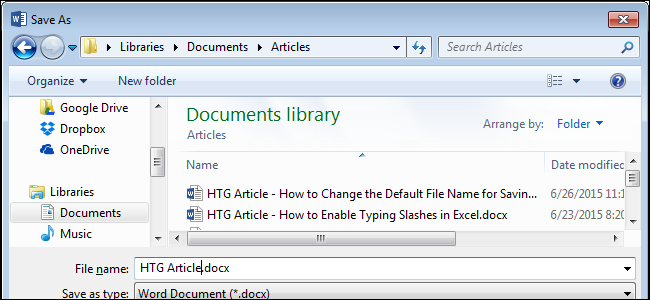 Save As
Libraries Documents Articles Search Articles
Organize New folder
Google Drive
Dropbox
OneDrive
Libraries
Documents
Music
Documents library
Articles
Arrange by: Folder
Name Date modified
HTG Article - How to Change the Default File Name for Savin... 6/26/2015 11:1
HTG Article - How to Enable Typing Slashes in Excel.docx 6/23/2015 8:20
File name: HTG Article.docx
Save as type: Word Document (*.docx)